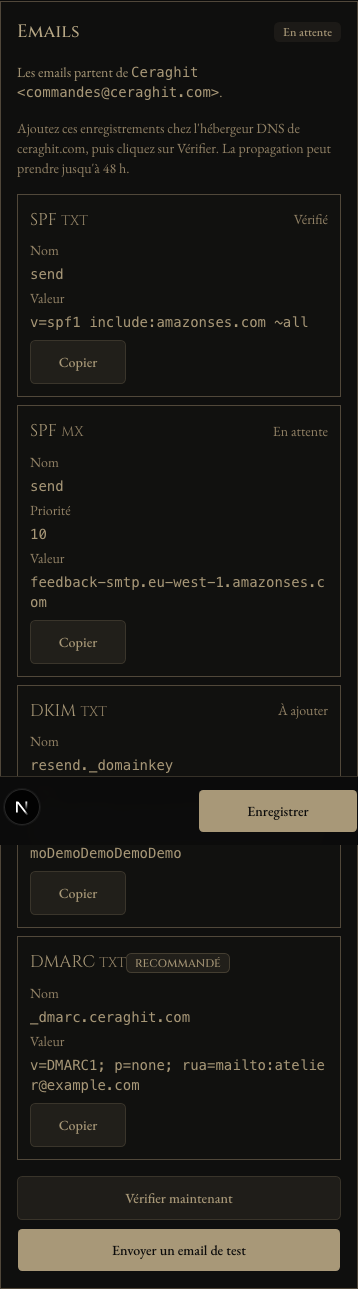 Emails
En attente
Les emails partent de Ceraghit
<commandes@ceraghit.com>.
Ajoutez ces enregistrements chez l'hébergeur DNS de
ceraghit.com, puis cliquez sur Vérifier. La propagation peut
prendre jusqu'à 48 h.
SPF TXT
Vérifié
Nom
send
Valeur
v=spf1 include:amazonses.com ~all
Copier
SPF MX
En attente
Nom
send
Priorité
10
Valeur
feedback-smtp.eu-west-1.amazonses.c
om
Copier
DKIM TXT
À ajouter
Nom
resend._domainkey
N
Enregistrer
moDemoDemoDemoDemo
Copier
DMARC TXT RECOMMANDÉ
Nom
_dmarc.ceraghit.com
Valeur
v=DMARC1; p=none; rua=mailto:atelie
r@example.com
Copier
Vérifier maintenant
Envoyer un email de test